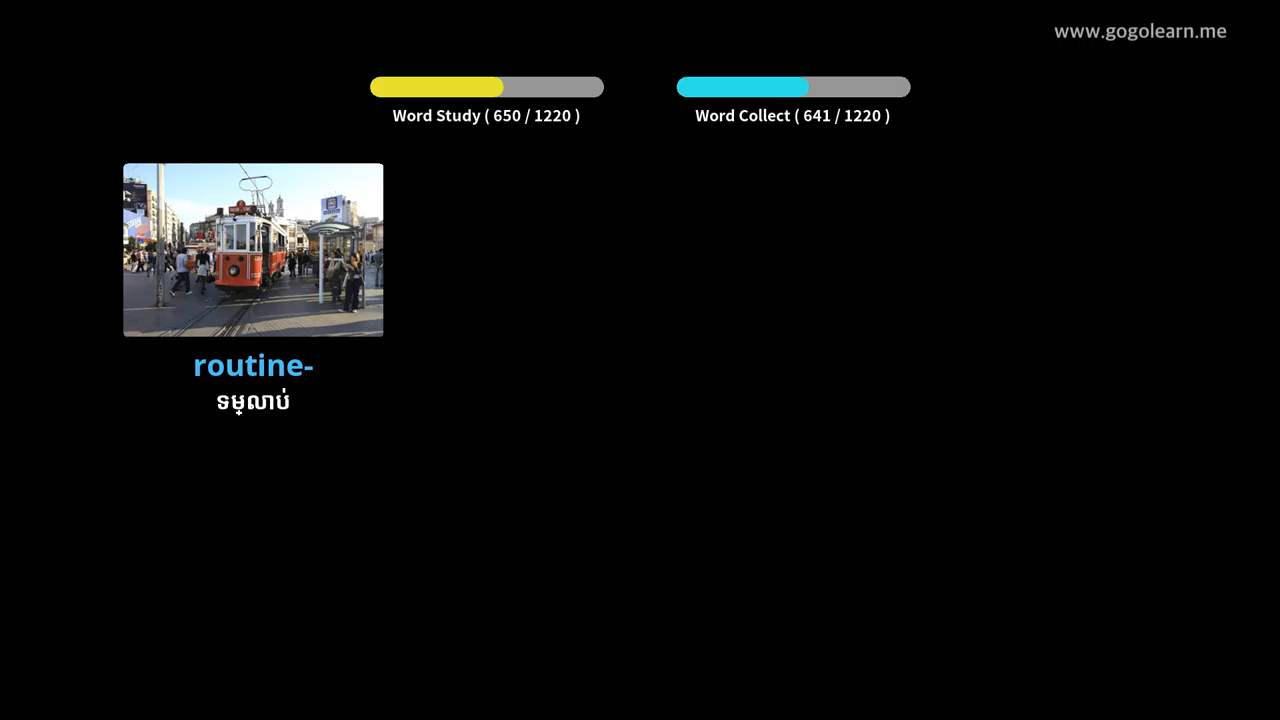 www.gogolearn.me
Word Study ( 650 / 1220 )
Word Collect ( 641 / 1220 )
routine-
ទម្លាប់